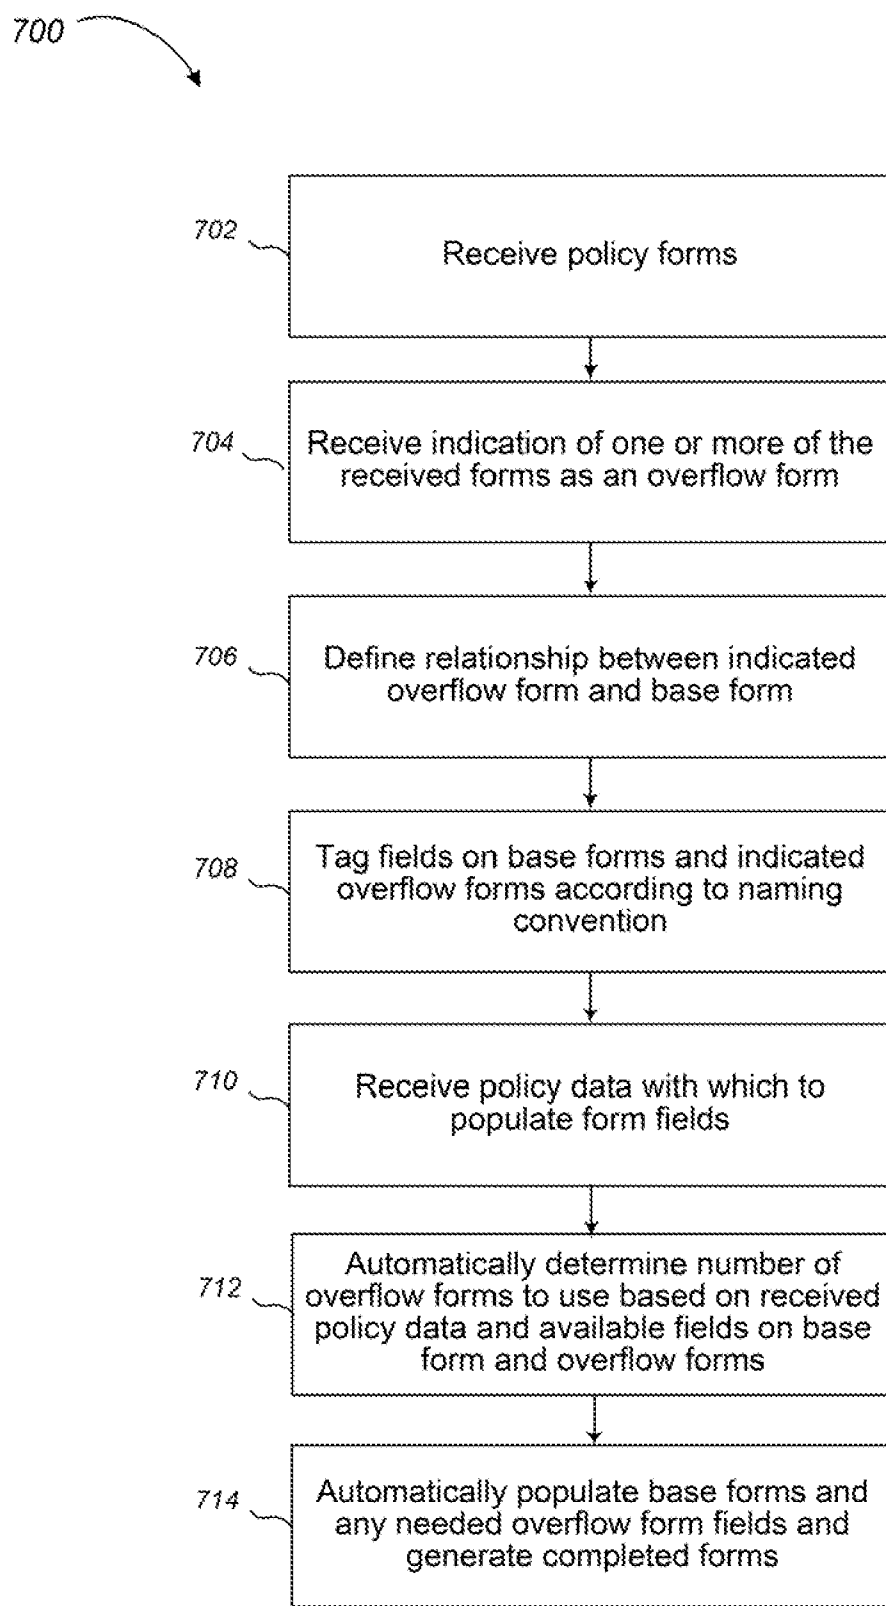 700
702
Receive policy forms
704
Receive indication of one or more of the
received forms as an overflow form
706
Define relationship between indicated
overflow form and base form
708
Tag fields on base forms and indicated
overflow forms according to naming
convention
710
Receive policy data with which to
populate form fields
712
Automatically determine number of
overflow forms to use based on received
policy data and available fields on base
form and overflow forms
714
Automatically populate base forms and
any needed overflow form fields and
generate completed forms